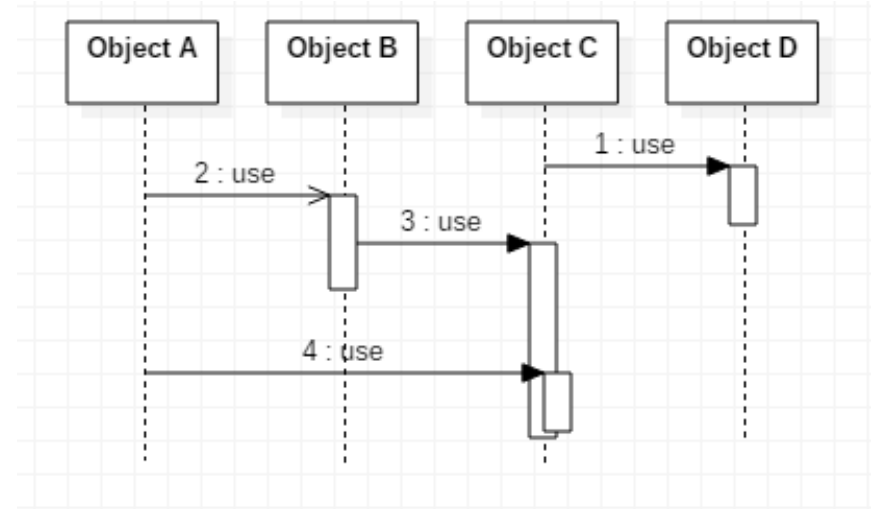 Object A
Object B
Object C
Object D
1 : use
2 : use
3 : use
4 : use